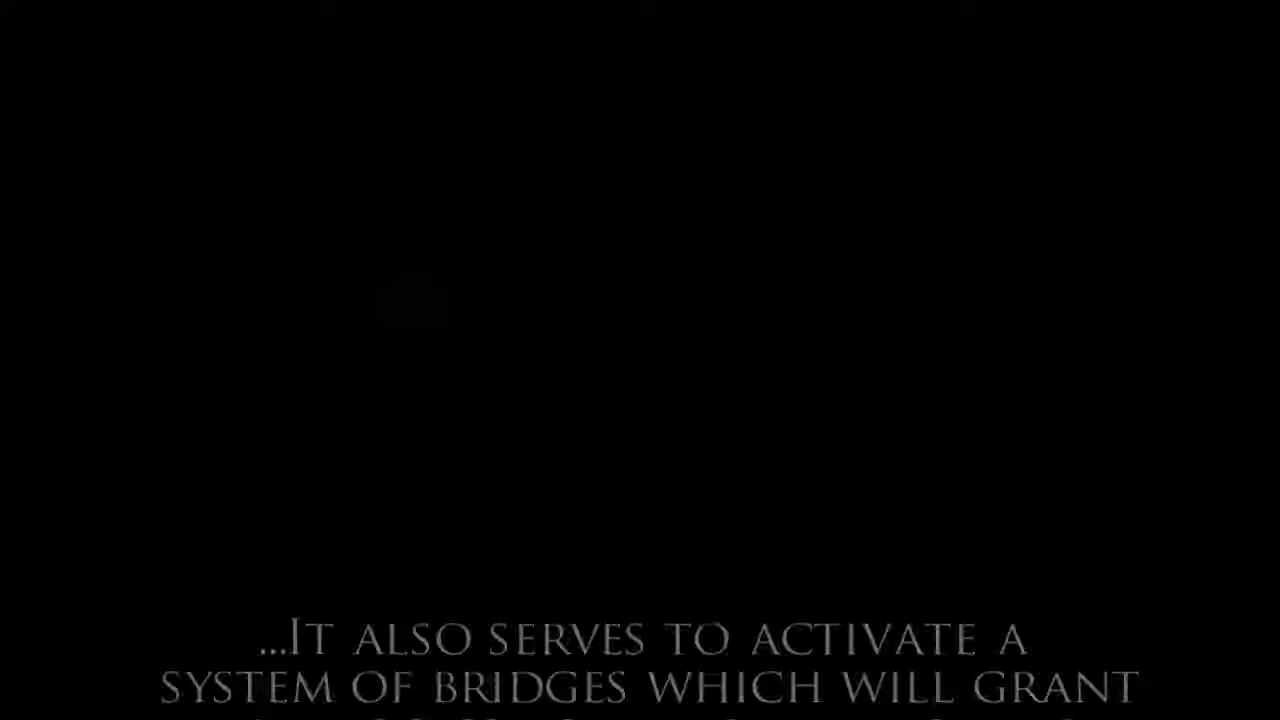 ...It also serves to activate a
system of bridges which will grant